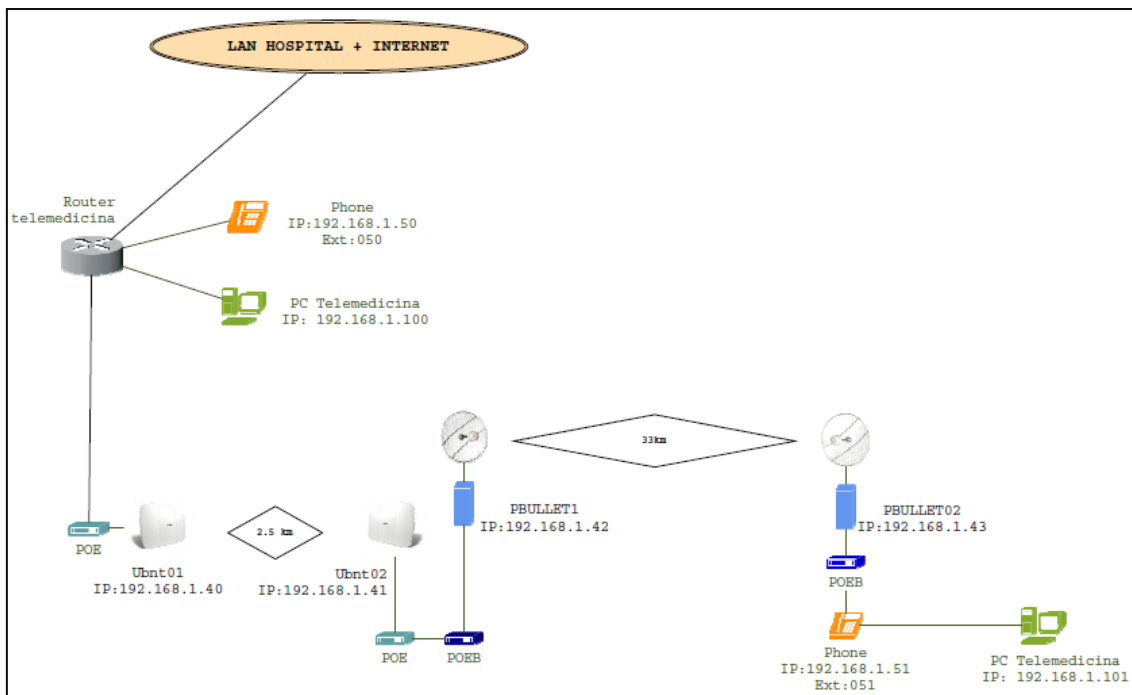 LAN HOSPITAL + INTERNET
Router
telemedicina
Phone
IP:192.168.1.50
Ext:050
PC Telemedicina
IP: 192.168.1.100
33km
PBULLET1
IP:192.168.1.42
PBULLET02
IP:192.168.1.43
2.5 km
POE
Ubnt01
IP:192.168.1.40
Ubnt02
IP:192.168.1.41
POEB
POE
POEB
Phone
IP:192.168.1.51
Ext:051
PC Telemedicina
IP: 192.168.1.101